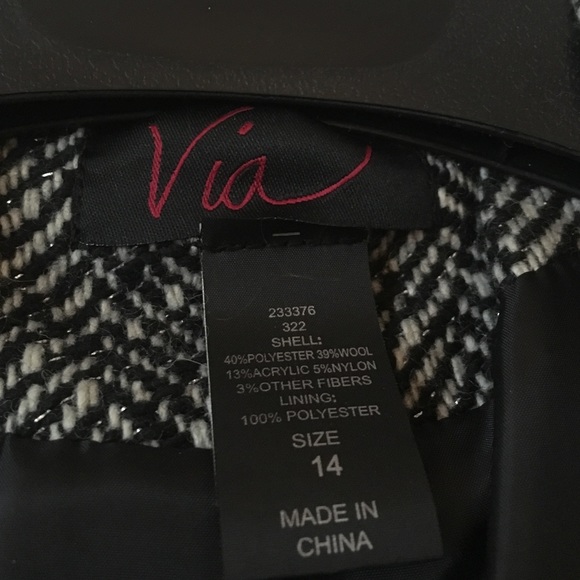 Via
233376
322
SHELL:
40%POLYESTER 39%WOOL
13%ACRYLIC 5%NYLON
3%OTHER FIBERS
LINING:
100% POLYESTER
SIZE
14
MADE IN
CHINA